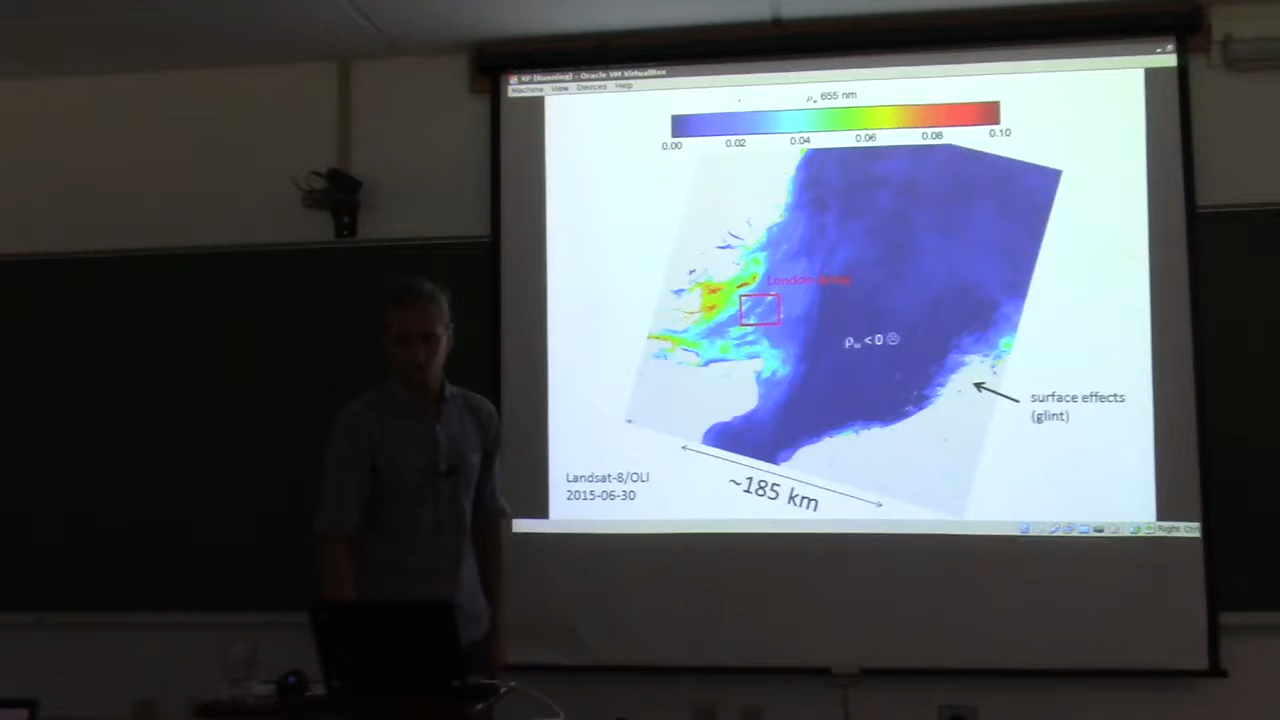 XP [Running] - Oracle VM VirtualBox
Machine View Devices Help
ρw 655 nm
0.00 0.02 0.04 0.06 0.08 0.10
London Array
ρw < 0 ☹
surface effects
(glint)
Landsat-8/OLI
2015-06-30
~185 km
Right Ctrl